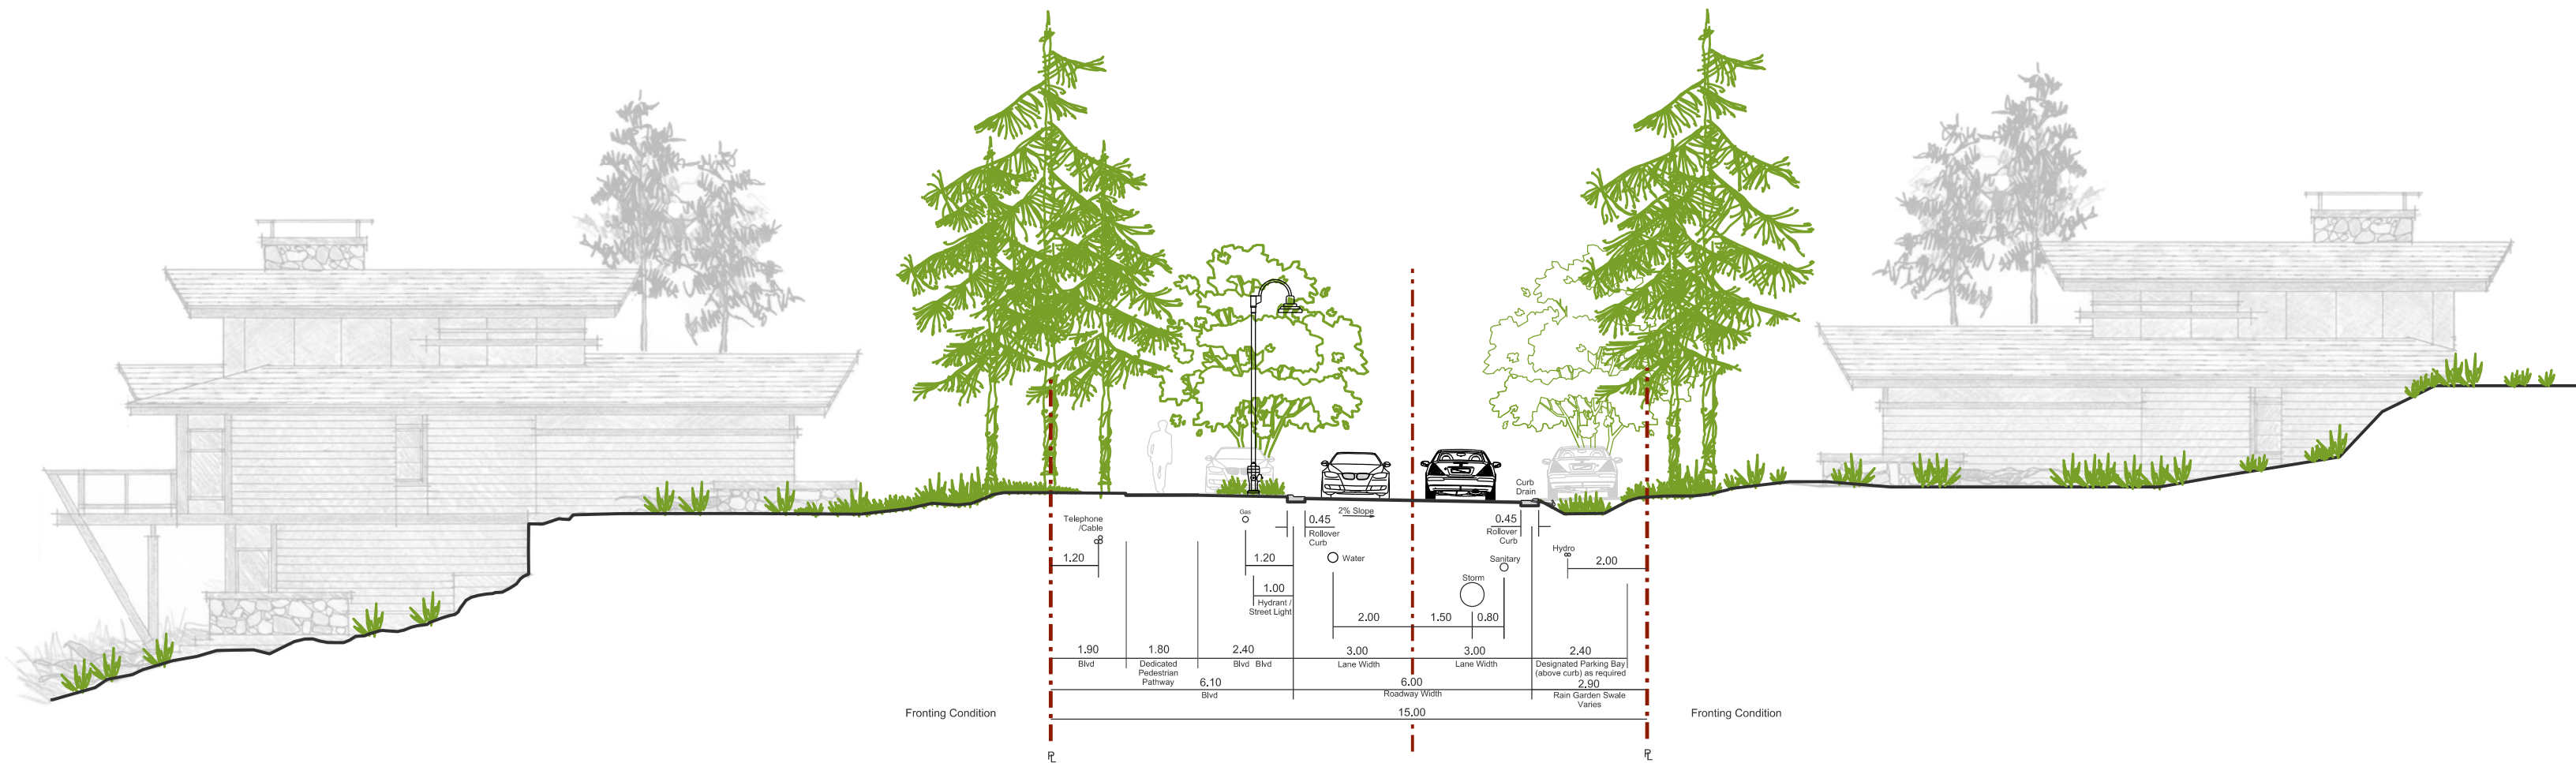 Telephone
/Cable
Gas
0.45
Rollover
Curb
2% Slope
Curb
Drain
0.45
Rollover
Curb
1.20
1.20
Water
Sanitary
Hydro
2.00
1.00
Hydrant /
Street Light
Storm
2.00
1.50
0.80
1.90
Blvd
1.80
Dedicated
Pedestrian
Pathway
2.40
Blvd Blvd
3.00
Lane Width
3.00
Lane Width
2.40
Designated Parking Bay
(above curb) as required
6.10
Blvd
6.00
Roadway Width
2.90
Rain Garden Swale
Varies
Fronting Condition
15.00
Fronting Condition
PL
PL